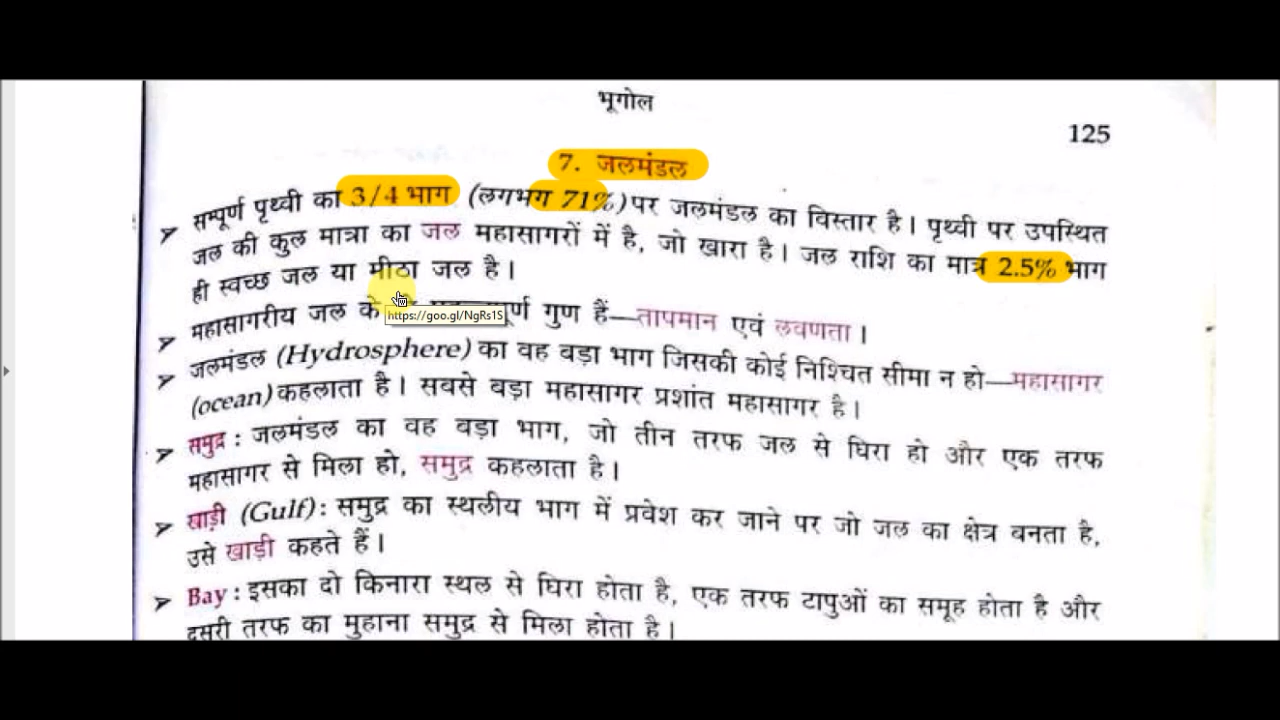 भूगोल
125
7. जलमंडल
सम्पूर्ण पृथ्वी का 3/4 भाग (लगभग 71%) पर जलमंडल का विस्तार है। पृथ्वी पर उपस्थित
जल की कुल मात्रा का जल महासागरों में है, जो खारा है। जल राशि का मात्र 2.5% भाग
ही स्वच्छ जल या मीठा जल है।
महासागरीय जल के गुण हैं—तापमान एवं लवणता।
https://goo.gl/NgRs1S
जलमंडल (Hydrosphere) का वह बड़ा भाग जिसकी कोई निश्चित सीमा न हो—महासागर
(ocean) कहलाता है। सबसे बड़ा महासागर प्रशांत महासागर है।
समुद्र : जलमंडल का वह बड़ा भाग, जो तीन तरफ जल से घिरा हो और एक तरफ
महासागर से मिला हो, समुद्र कहलाता है।
खाड़ी (Gulf) : समुद्र का स्थलीय भाग में प्रवेश कर जाने पर जो जल का क्षेत्र बनता है,
उसे खाड़ी कहते हैं।
Bay : इसका दो किनारा स्थल से घिरा होता है, एक तरफ टापुओं का समूह होता है और
दूसरी तरफ का मुहाना समुद्र से मिला होता है।